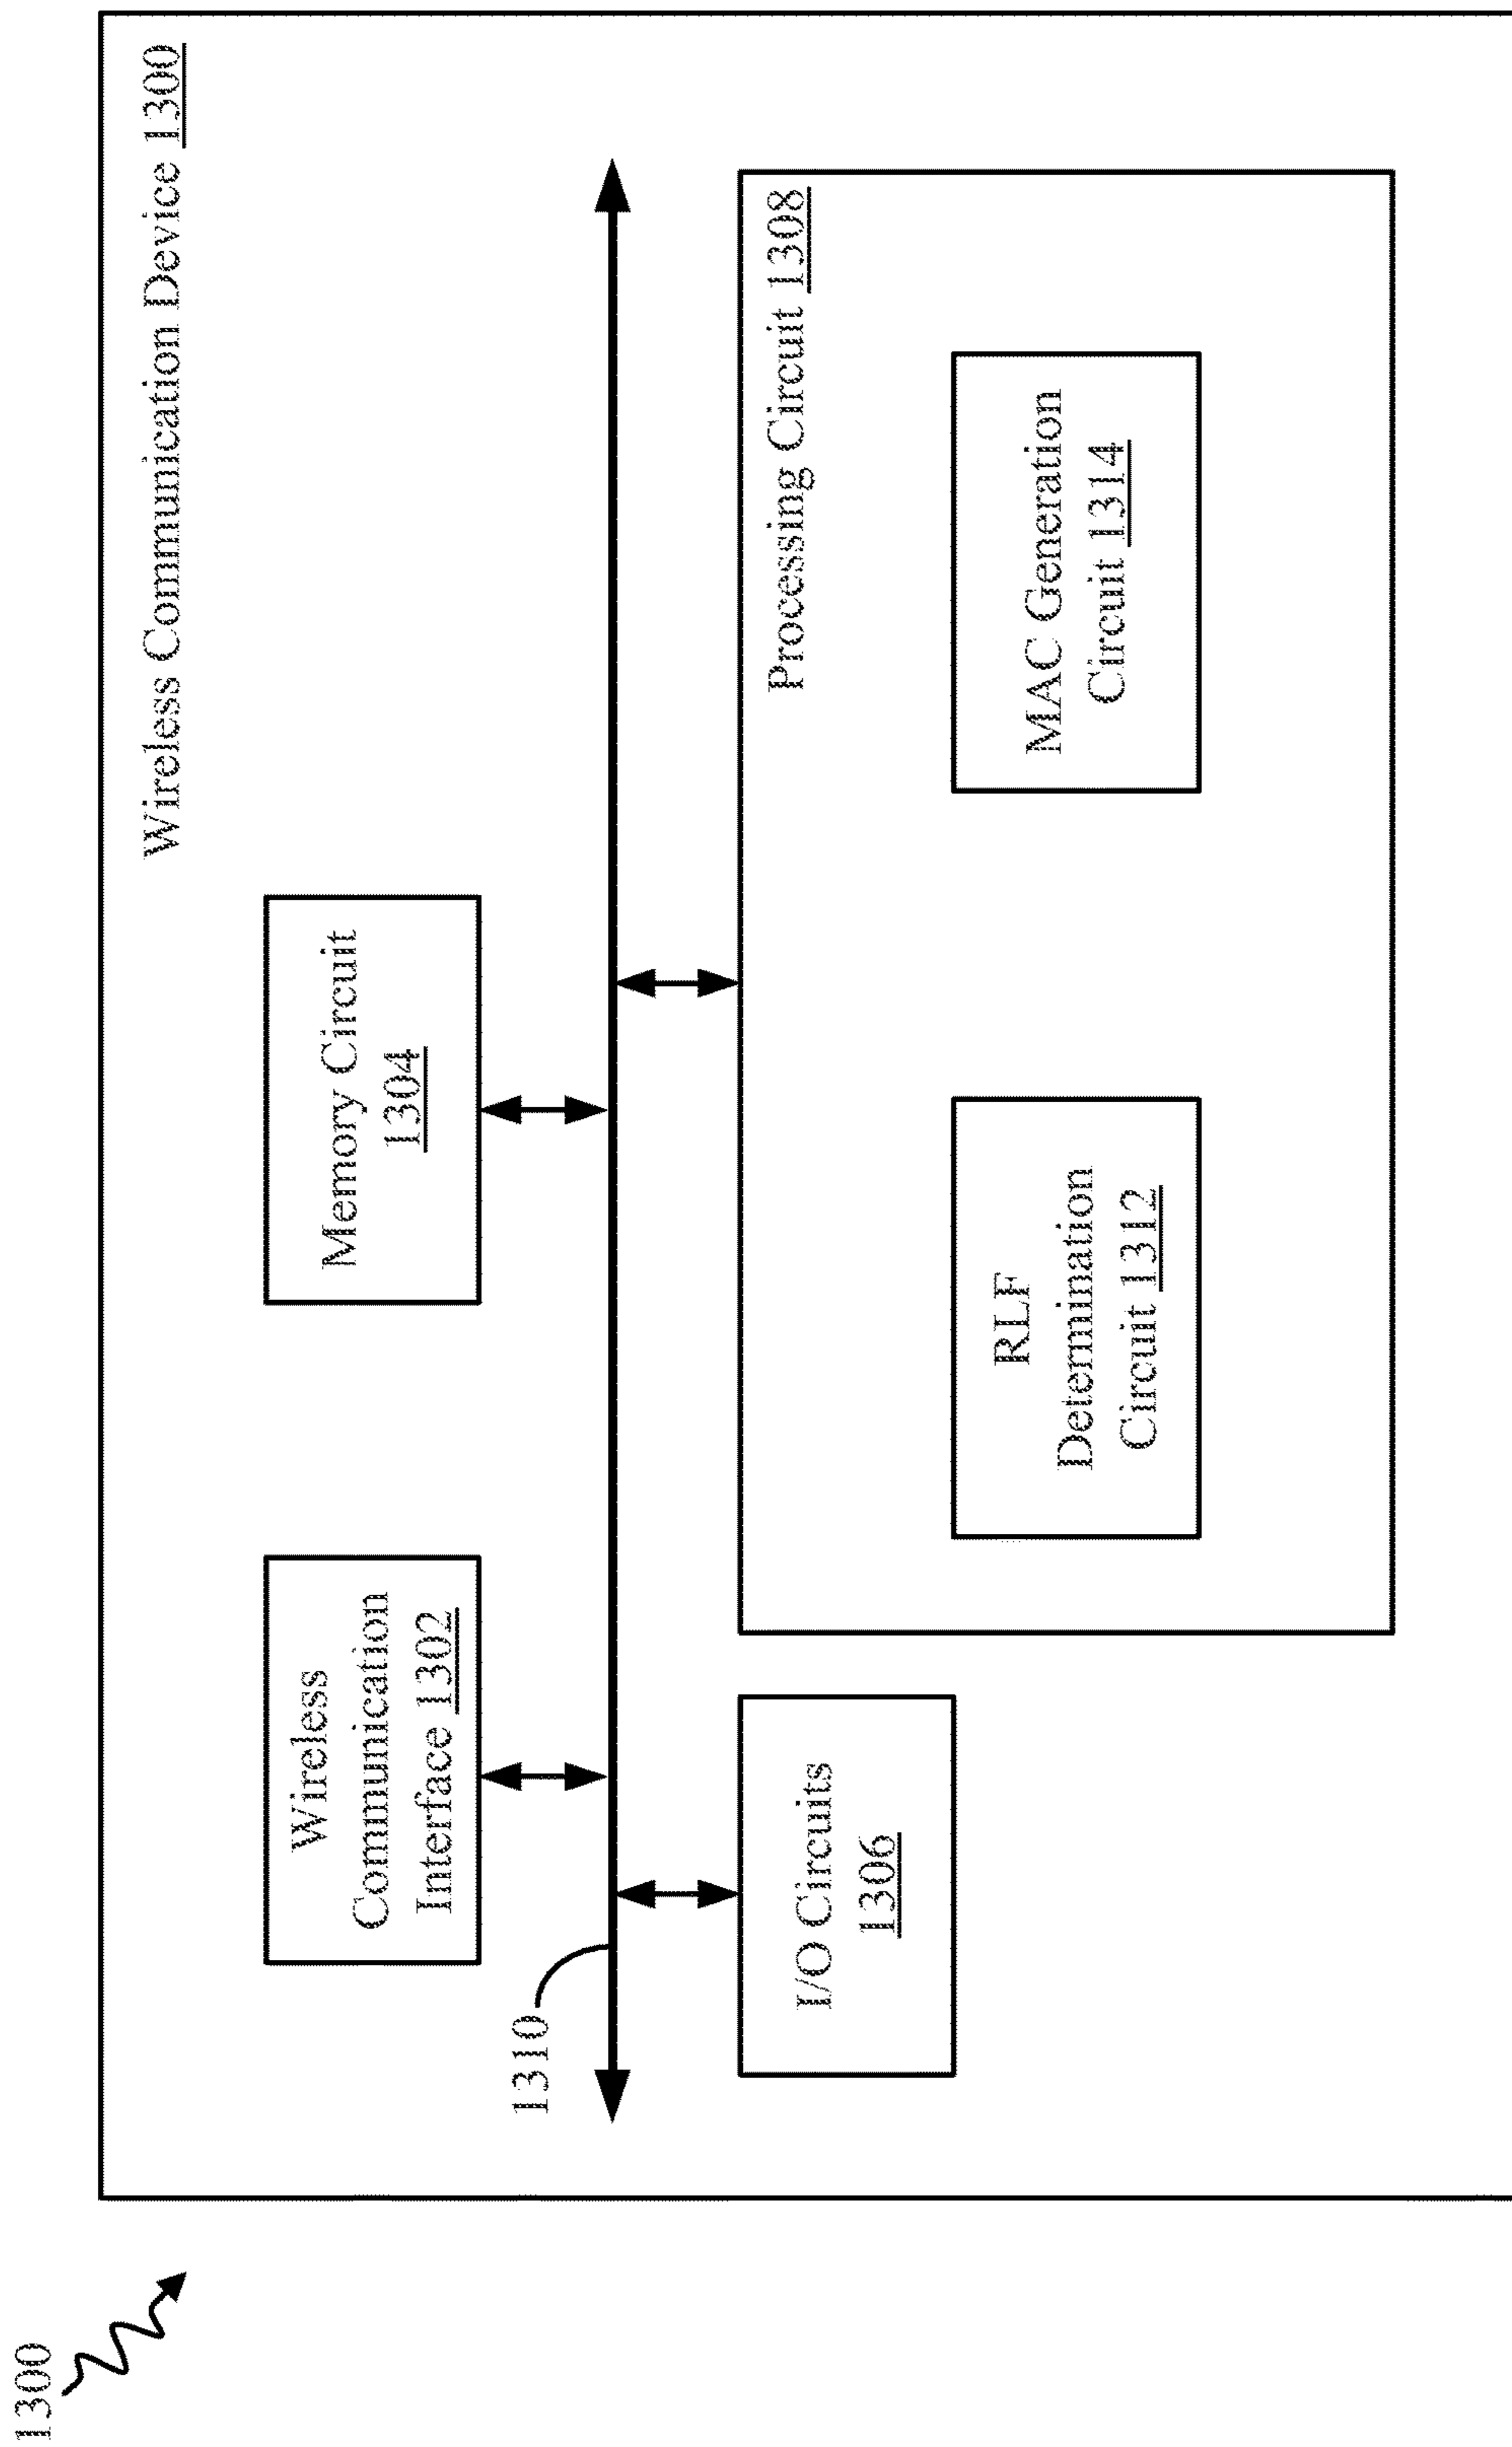 1300
Wireless Communication Device 1300
Wireless
Communication
Interface 1302
Memory Circuit
1304
1310
I/O Circuits
1306
Processing Circuit 1308
RLF
Determination
Circuit 1312
MAC Generation
Circuit 1314